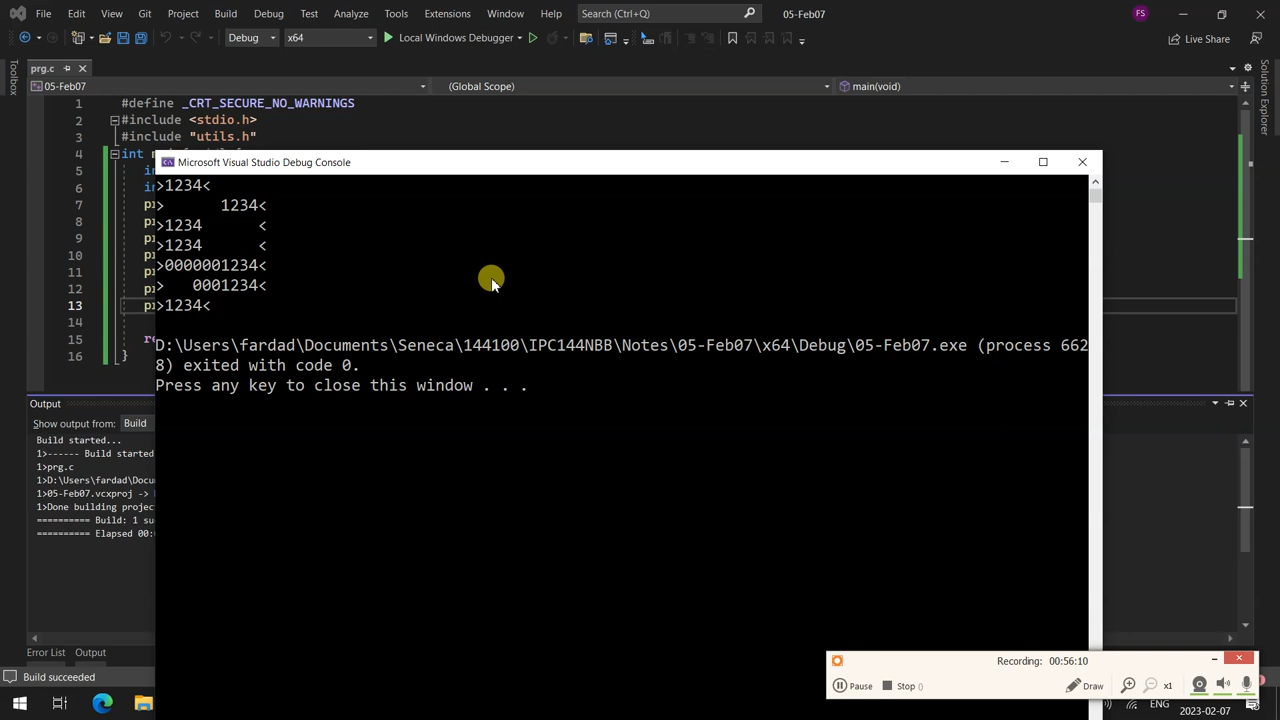 File Edit View Git Project Build Debug Test Analyze Tools Extensions Window Help Search (Ctrl+Q) 05-Feb07 FS
Debug x64 Local Windows Debugger Live Share
prg.c
05-Feb07 (Global Scope) main(void)
Toolbox
Solution Explorer
1 #define _CRT_SECURE_NO_WARNINGS
2 #include <stdio.h>
3 #include "utils.h"
4 int
5
6
7
8
9
10
11
12
13
14
15
16 }
Microsoft Visual Studio Debug Console
>1234<
>      1234<
>1234      <
>1234      <
>0000001234<
>   0001234<
>1234<
D:\Users\fardad\Documents\Seneca\144100\IPC144NBB\Notes\05-Feb07\x64\Debug\05-Feb07.exe (process 662
8) exited with code 0.
Press any key to close this window . . .
Output
Show output from: Build
Build started...
1>------ Build started
1>prg.c
1>D:\Users\fardad\Docu
1>05-Feb07.vcxproj ->
1>Done building projec
========== Build: 1 su
========== Elapsed 00:
Error List Output
Build succeeded
Recording: 00:56:10
Pause Stop () Draw x1
ENG
2023-02-07